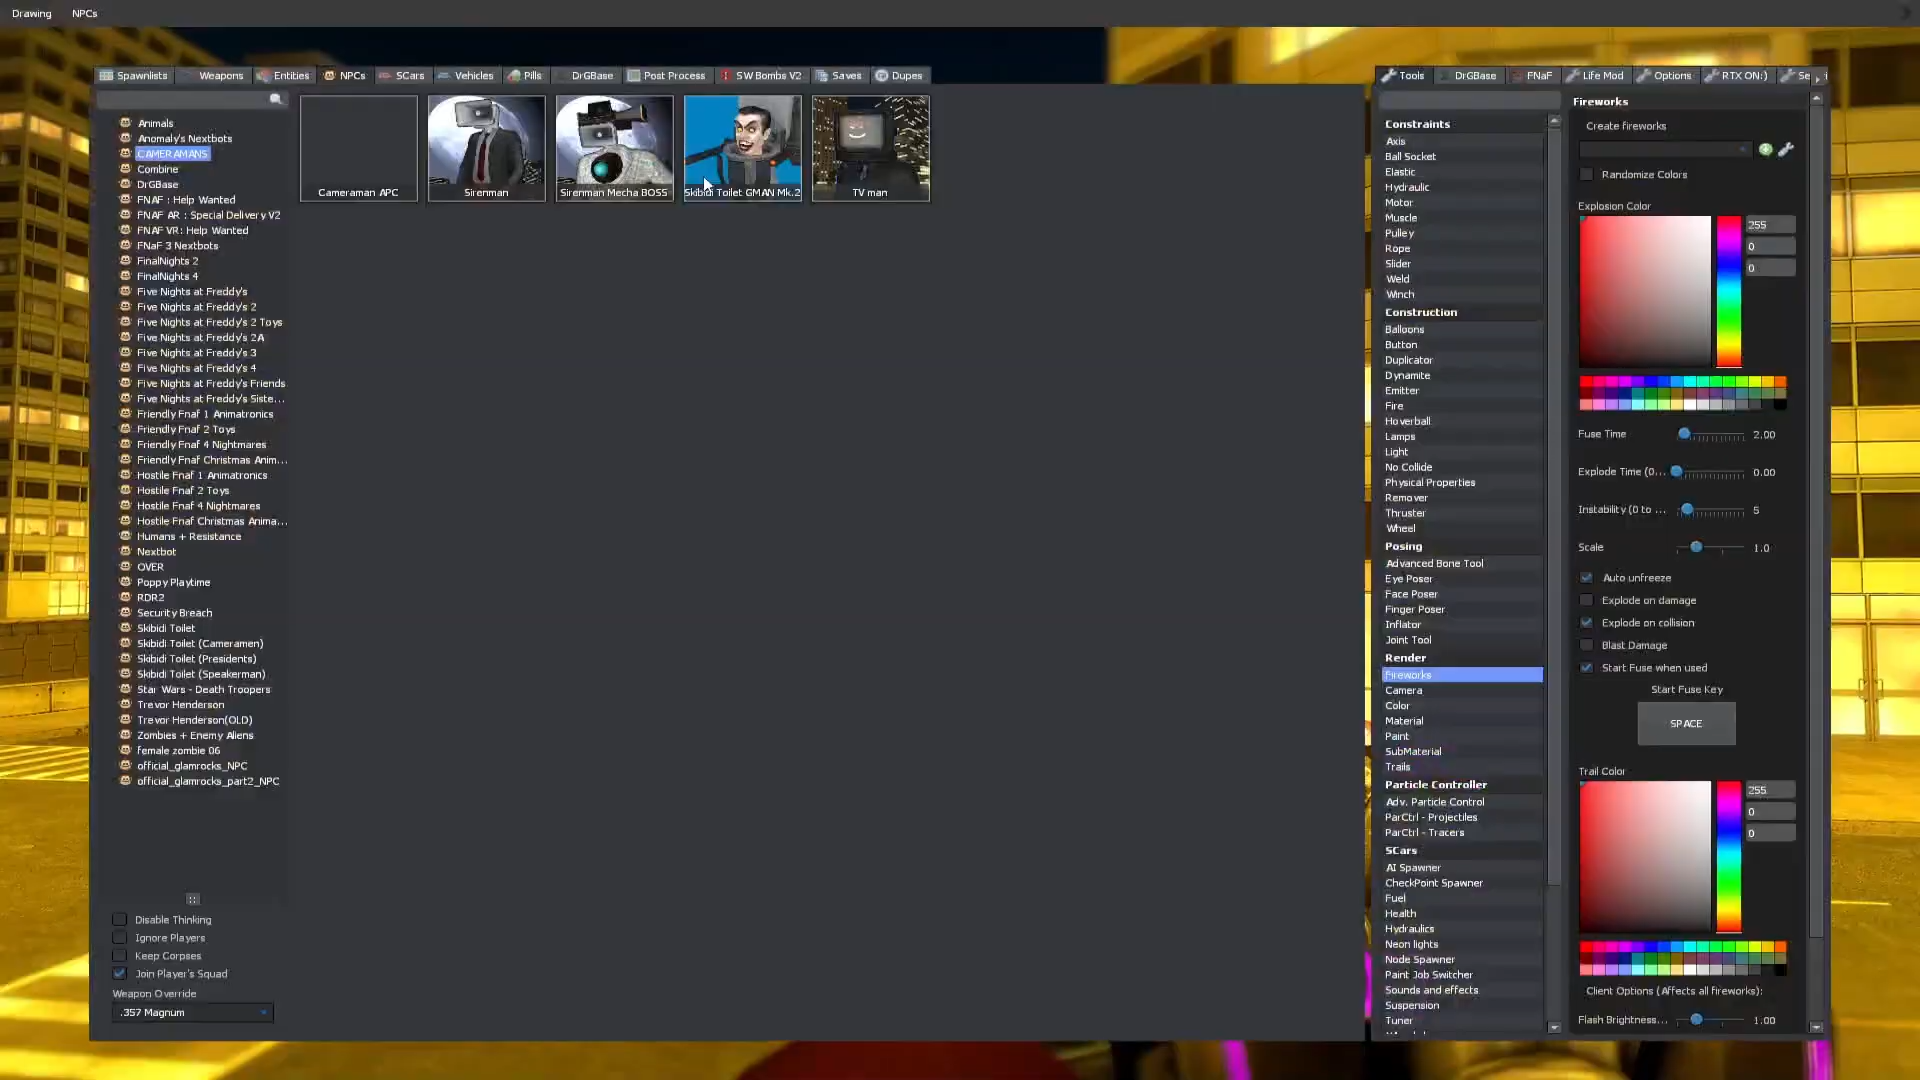 Drawing NPCs
Spawnlists Weapons Entities NPCs SCars Vehicles Pills DrGBase Post Process SW Bombs V2 Saves Dupes
Animals
Anomaly's Nextbots
CAMERAMANS
Combine
DrGBase
FNAF : Help Wanted
FNAF AR : Special Delivery V2
FNAF VR: Help Wanted
FNaF 3 Nextbots
FinalNights 2
FinalNights 4
Five Nights at Freddy's
Five Nights at Freddy's 2
Five Nights at Freddy's 2 Toys
Five Nights at Freddy's 2A
Five Nights at Freddy's 3
Five Nights at Freddy's 4
Five Nights at Freddy's Friends
Five Nights at Freddy's Siste...
Friendly Fnaf 1 Animatronics
Friendly Fnaf 2 Toys
Friendly Fnaf 4 Nightmares
Friendly Fnaf Christmas Anim...
Hostile Fnaf 1 Animatronics
Hostile Fnaf 2 Toys
Hostile Fnaf 4 Nightmares
Hostile Fnaf Christmas Anima...
Humans + Resistance
Nextbot
OVER
Poppy Playtime
RDR2
Security Breach
Skibidi Toilet
Skibidi Toilet (Cameramen)
Skibidi Toilet (Presidents)
Skibidi Toilet (Speakerman)
Star Wars - Death Troopers
Trevor Henderson
Trevor Henderson(OLD)
Zombies + Enemy Aliens
female zombie 06
official_glamrocks_NPC
official_glamrocks_part2_NPC
Disable Thinking
Ignore Players
Keep Corpses
Join Player's Squad
Weapon Override
.357 Magnum
Cameraman APC
Sirenman
Sirenman Mecha BOSS
Skibidi Toilet GMAN Mk.2
TV man
Tools DrGBase FNaF Life Mod Options RTX ON:)
Constraints
Axis
Ball Socket
Elastic
Hydraulic
Motor
Muscle
Pulley
Rope
Slider
Weld
Winch
Construction
Balloons
Button
Duplicator
Dynamite
Emitter
Fire
Hoverball
Lamps
Light
No Collide
Physical Properties
Remover
Thruster
Wheel
Posing
Advanced Bone Tool
Eye Poser
Face Poser
Finger Poser
Inflator
Joint Tool
Render
Fireworks
Camera
Color
Material
Paint
SubMaterial
Trails
Particle Controller
Adv. Particle Control
ParCtrl - Projectiles
ParCtrl - Tracers
SCars
AI Spawner
CheckPoint Spawner
Fuel
Health
Hydraulics
Neon lights
Node Spawner
Paint Job Switcher
Sounds and effects
Suspension
Tuner
Fireworks
Create fireworks
Randomize Colors
Explosion Color
255
0
0
Fuse Time 2.00
Explode Time (0... 0.00
Instability (0 to ... 5
Scale 1.0
Auto unfreeze
Explode on damage
Explode on collision
Blast Damage
Start Fuse when used
Start Fuse Key
SPACE
Trail Color
255
0
0
Client Options (Affects all fireworks):
Flash Brightness... 1.00